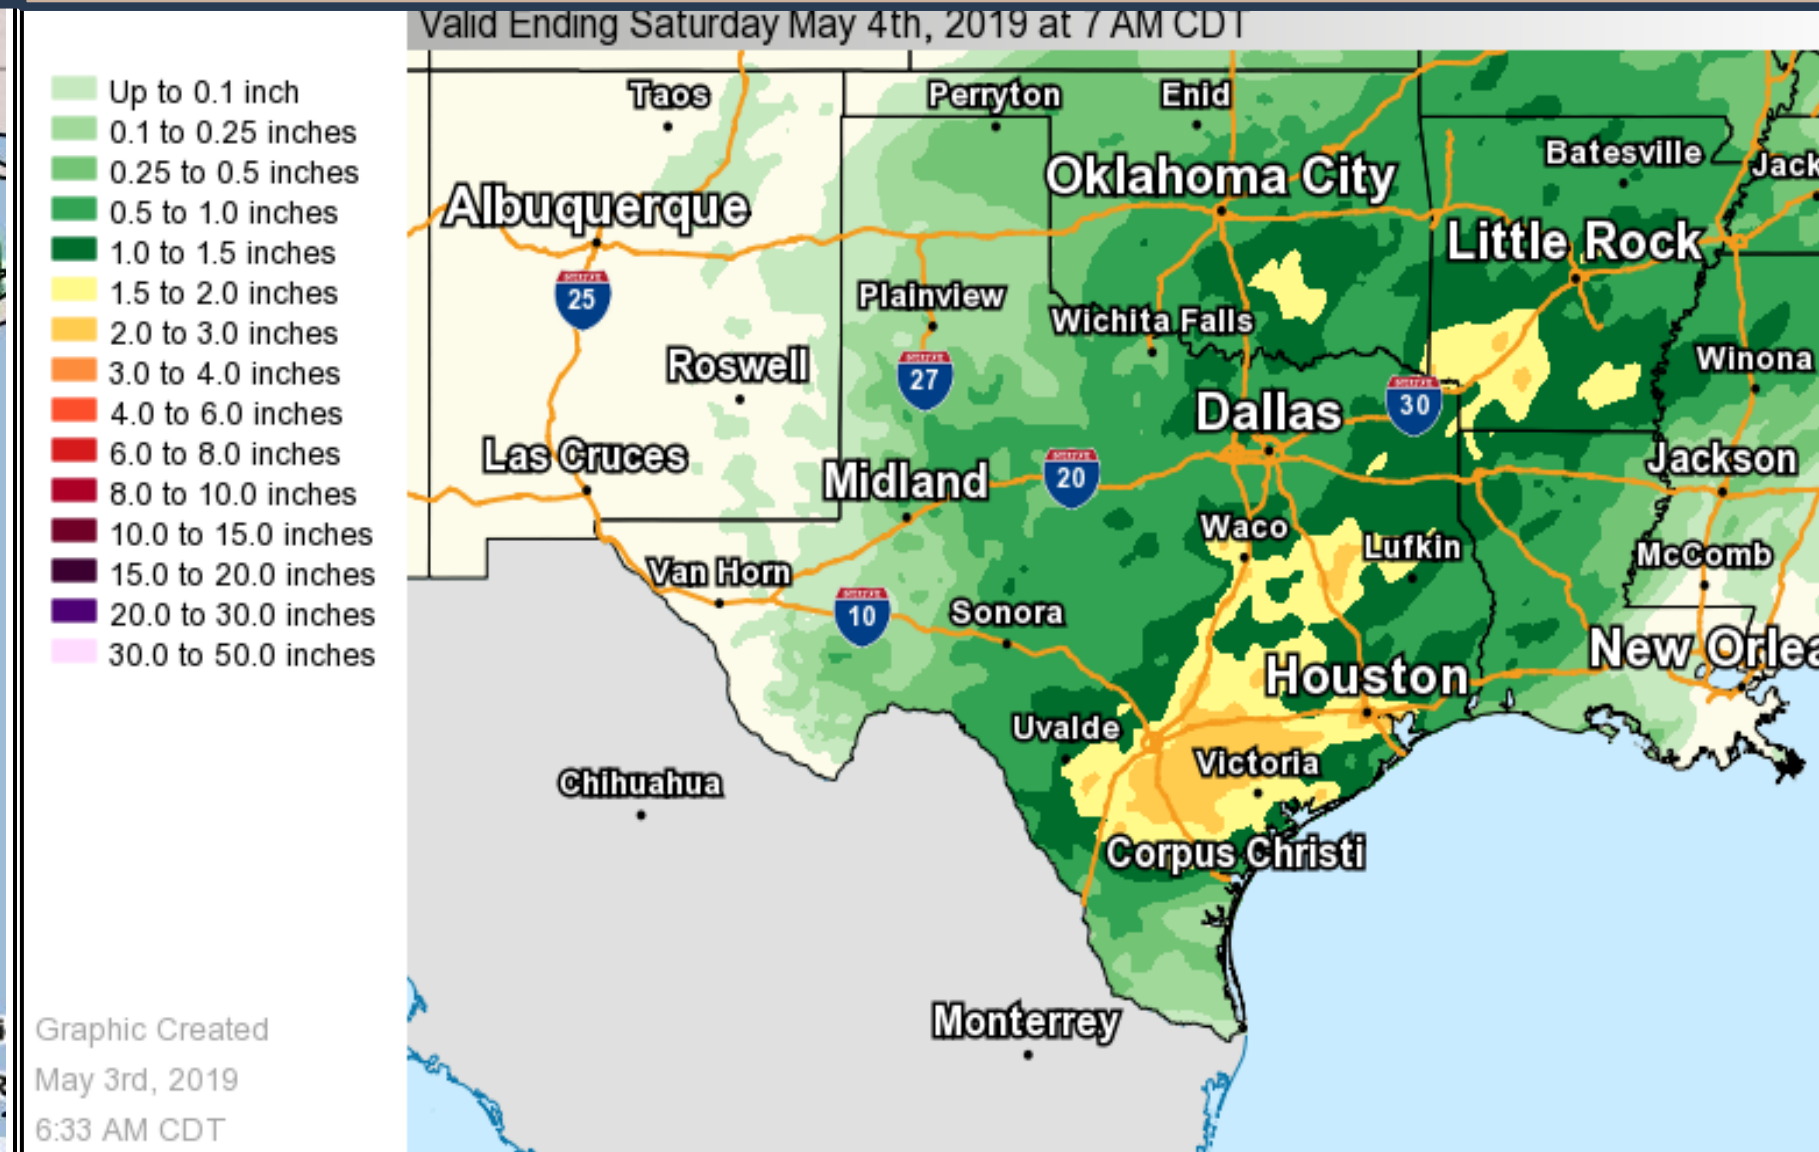 Valid Ending Saturday May 4th, 2019 at 7 AM CDT
Up to 0.1 inch
0.1 to 0.25 inches
0.25 to 0.5 inches
0.5 to 1.0 inches
1.0 to 1.5 inches
1.5 to 2.0 inches
2.0 to 3.0 inches
3.0 to 4.0 inches
4.0 to 6.0 inches
6.0 to 8.0 inches
8.0 to 10.0 inches
10.0 to 15.0 inches
15.0 to 20.0 inches
20.0 to 30.0 inches
30.0 to 50.0 inches
Graphic Created
May 3rd, 2019
6:33 AM CDT
Taos
Perryton
Enid
Batesville
Jack
Oklahoma City
Albuquerque
Little Rock
25
Plainview
Wichita Falls
Roswell
27
Winona
30
Dallas
Las Cruces
Midland
20
Jackson
Waco
Lufkin
McComb
Van Horn
10
Sonora
New Orlea
Houston
Uvalde
Victoria
Chihuahua
Corpus Christi
Monterrey